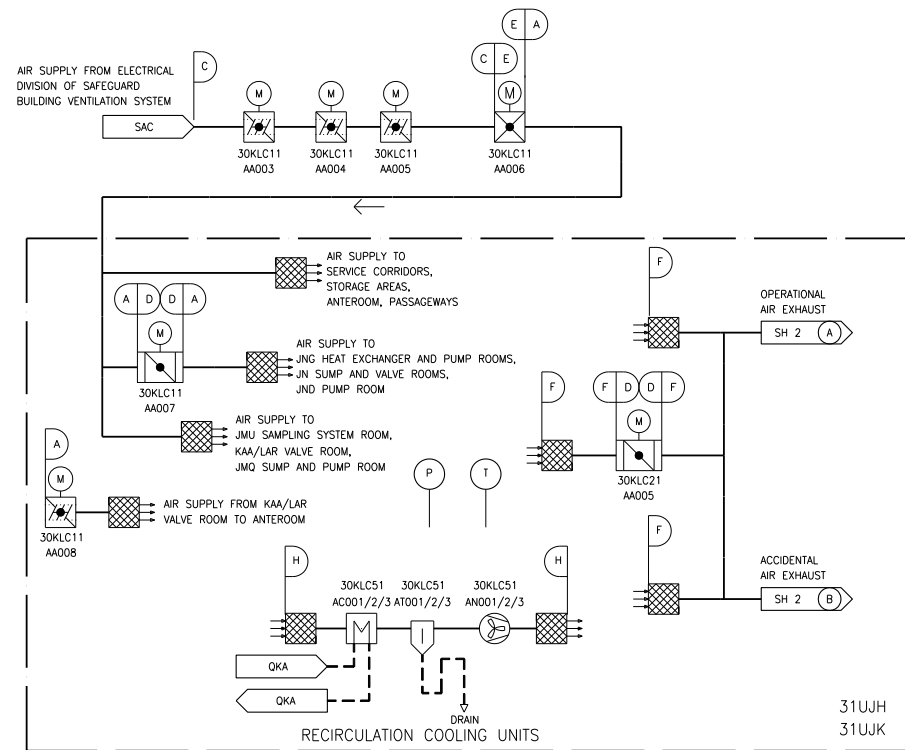 E A
C
C E
AIR SUPPLY FROM ELECTRICAL
DIVISION OF SAFEGUARD
BUILDING VENTILATION SYSTEM
M
M
M
M
SAC
30KLC11
AA003
30KLC11
AA004
30KLC11
AA005
30KLC11
AA006
AIR SUPPLY TO
SERVICE CORRIDORS,
STORAGE AREAS,
ANTEROOM, PASSAGEWAYS
F
OPERATIONAL
AIR EXHAUST
SH 2 A
A D D A
M
30KLC11
AA007
AIR SUPPLY TO
JNG HEAT EXCHANGER AND PUMP ROOMS,
JN SUMP AND VALVE ROOMS,
JND PUMP ROOM
F
F D D F
M
30KLC21
AA005
AIR SUPPLY TO
JMU SAMPLING SYSTEM ROOM,
KAA/LAR VALVE ROOM,
JMQ SUMP AND PUMP ROOM
A
M
30KLC11
AA008
AIR SUPPLY FROM KAA/LAR
VALVE ROOM TO ANTEROOM
P
T
F
ACCIDENTAL
AIR EXHAUST
SH 2 B
H
30KLC51
AC001/2/3
30KLC51
AT001/2/3
30KLC51
AN001/2/3
H
QKA
QKA
DRAIN
RECIRCULATION COOLING UNITS
31UJH
31UJK